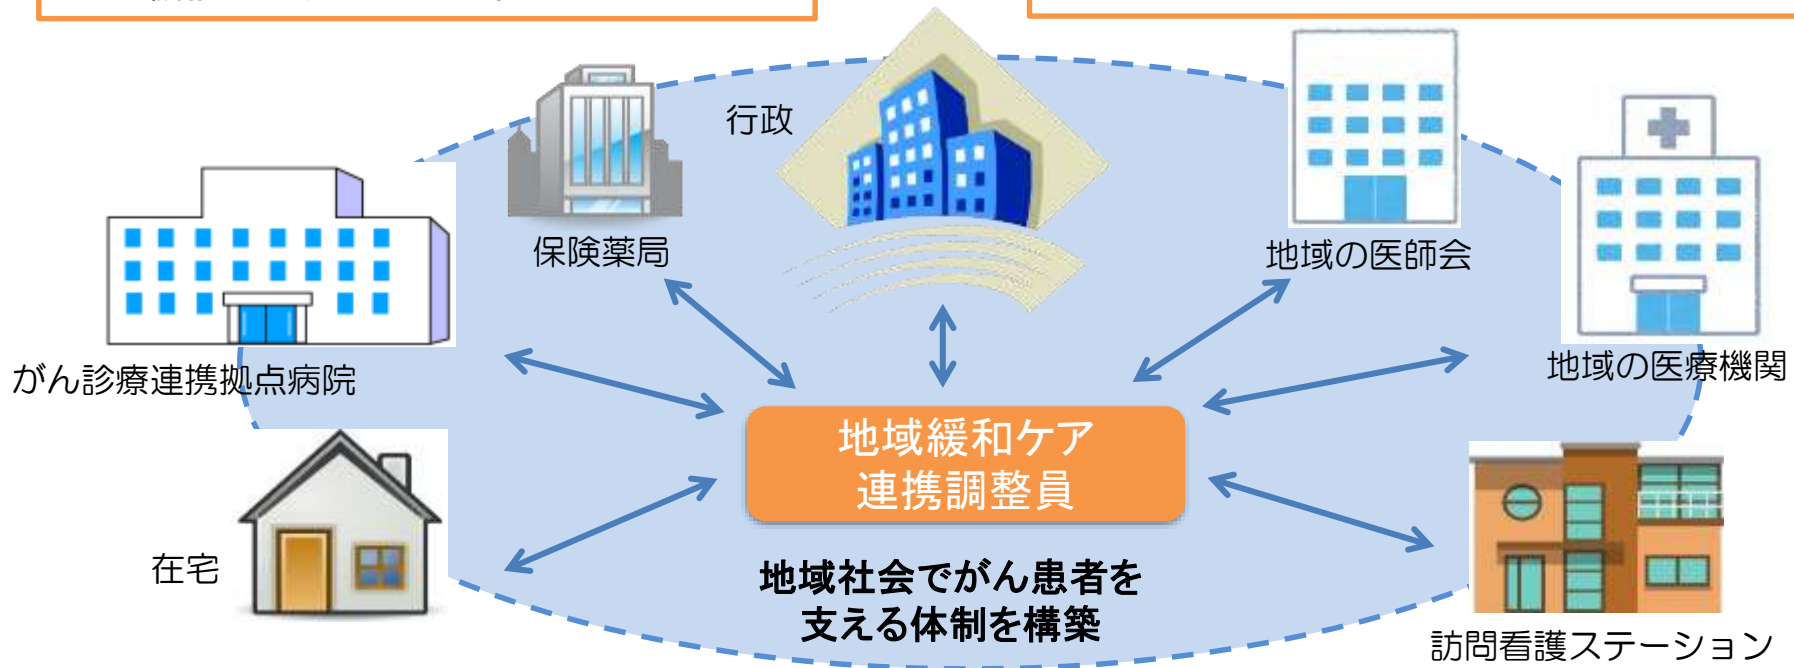 行政
保険薬局
地域の医師会
がん診療連携拠点病院
地域の医療機関
地域緩和ケア
連携調整員
在宅
地域社会でがん患者を
支える体制を構築
訪問看護ステーション